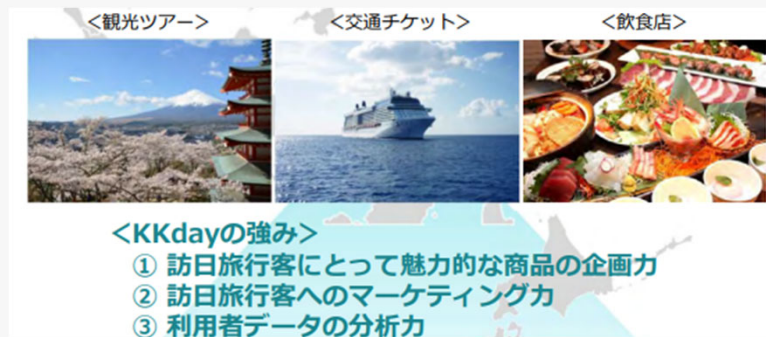 ＜観光ツアー＞
＜交通チケット＞
＜飲食店＞
＜KKdayの強み＞
① 訪日旅行客にとって魅力的な商品の企画力
② 訪日旅行客へのマーケティング力
③ 利用者データの分析力